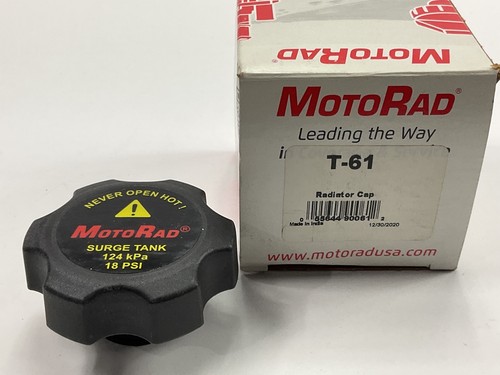 NEVER OPEN HOT!
MOTORAD®
SURGE TANK
124 kPa
18 PSI
MOTORAD
MOTORAD®
Leading the Way
T-61
Radiator Cap
Made in India
12/30/2020
www.motoradusa.com